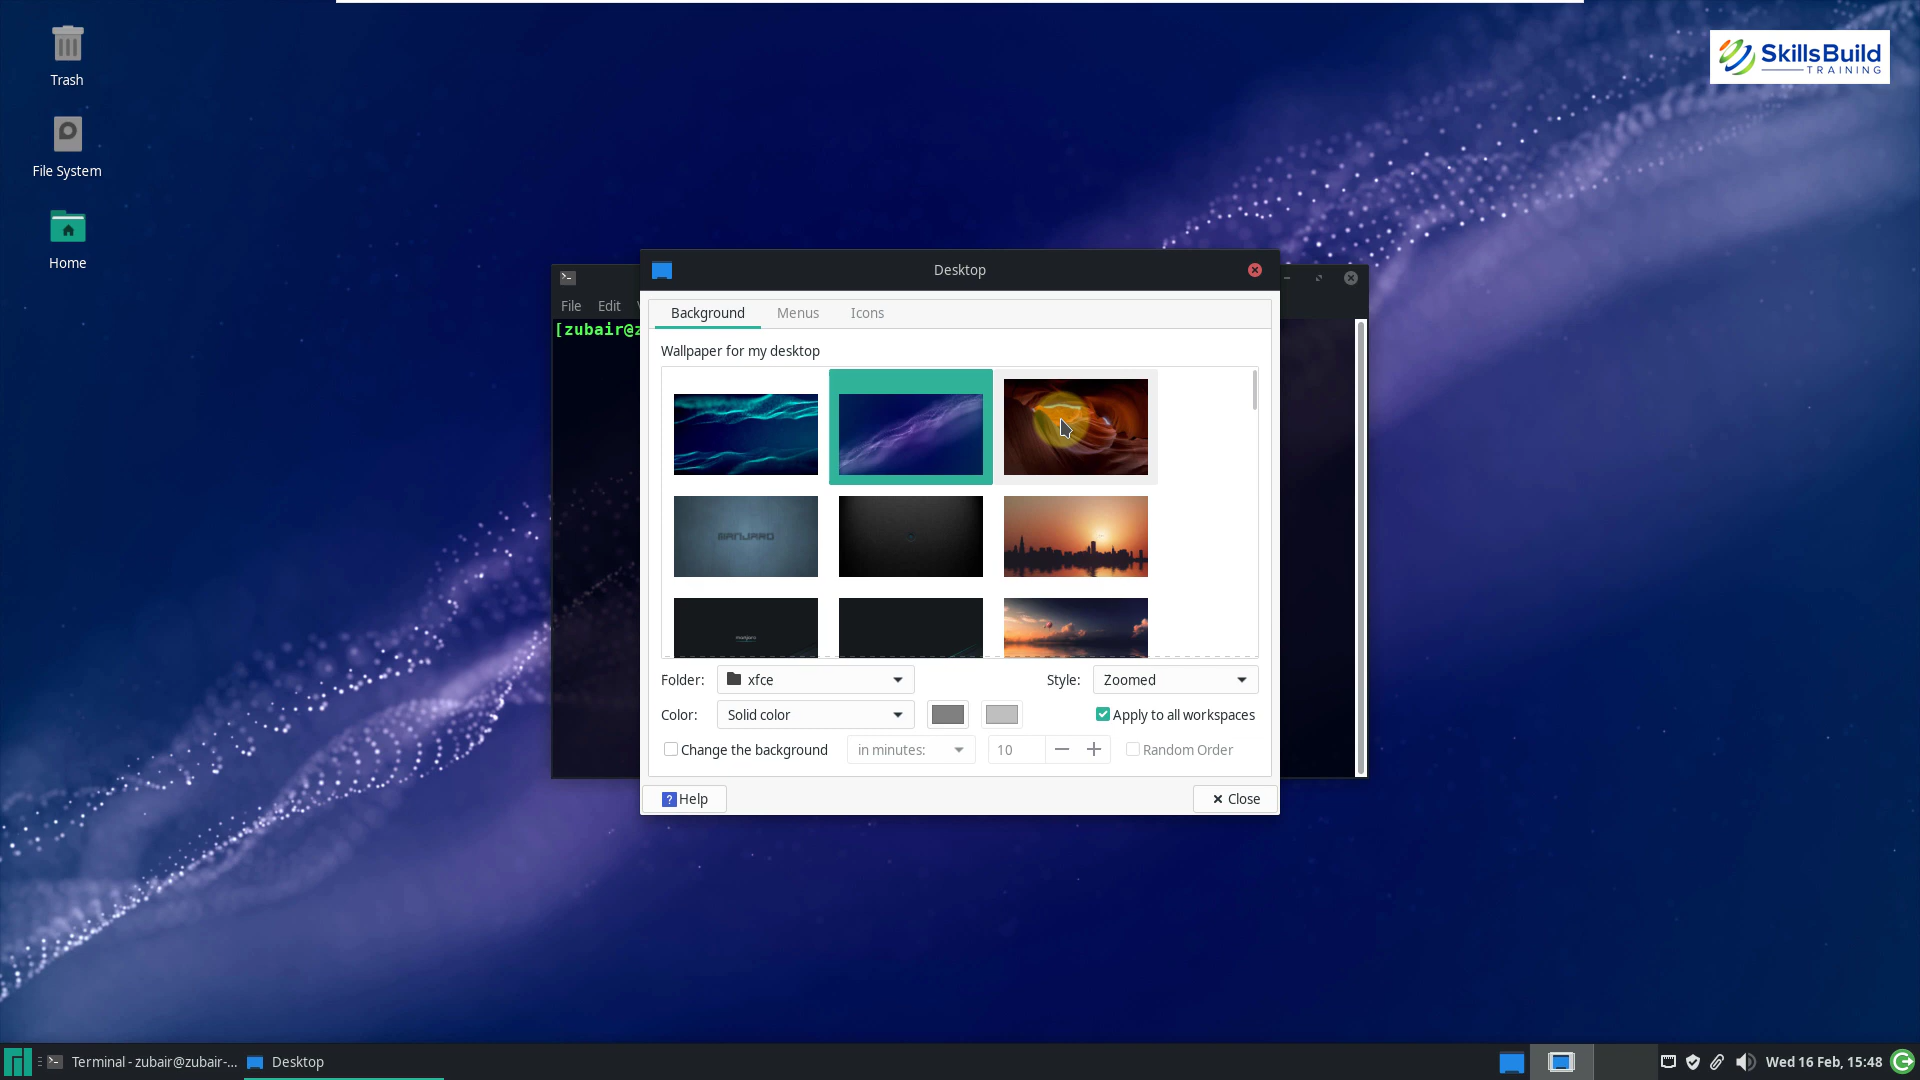 Trash
File System
Home
SkillsBuild
TRAINING
Desktop
File Edit
[zubair@z
Background Menus Icons
Wallpaper for my desktop
MANJARO
manjaro
Folder: xfce Style: Zoomed
Color: Solid color Apply to all workspaces
Change the background in minutes: 10 Random Order
? Help Close
Terminal - zubair@zubair-... Desktop Wed 16 Feb, 15:48